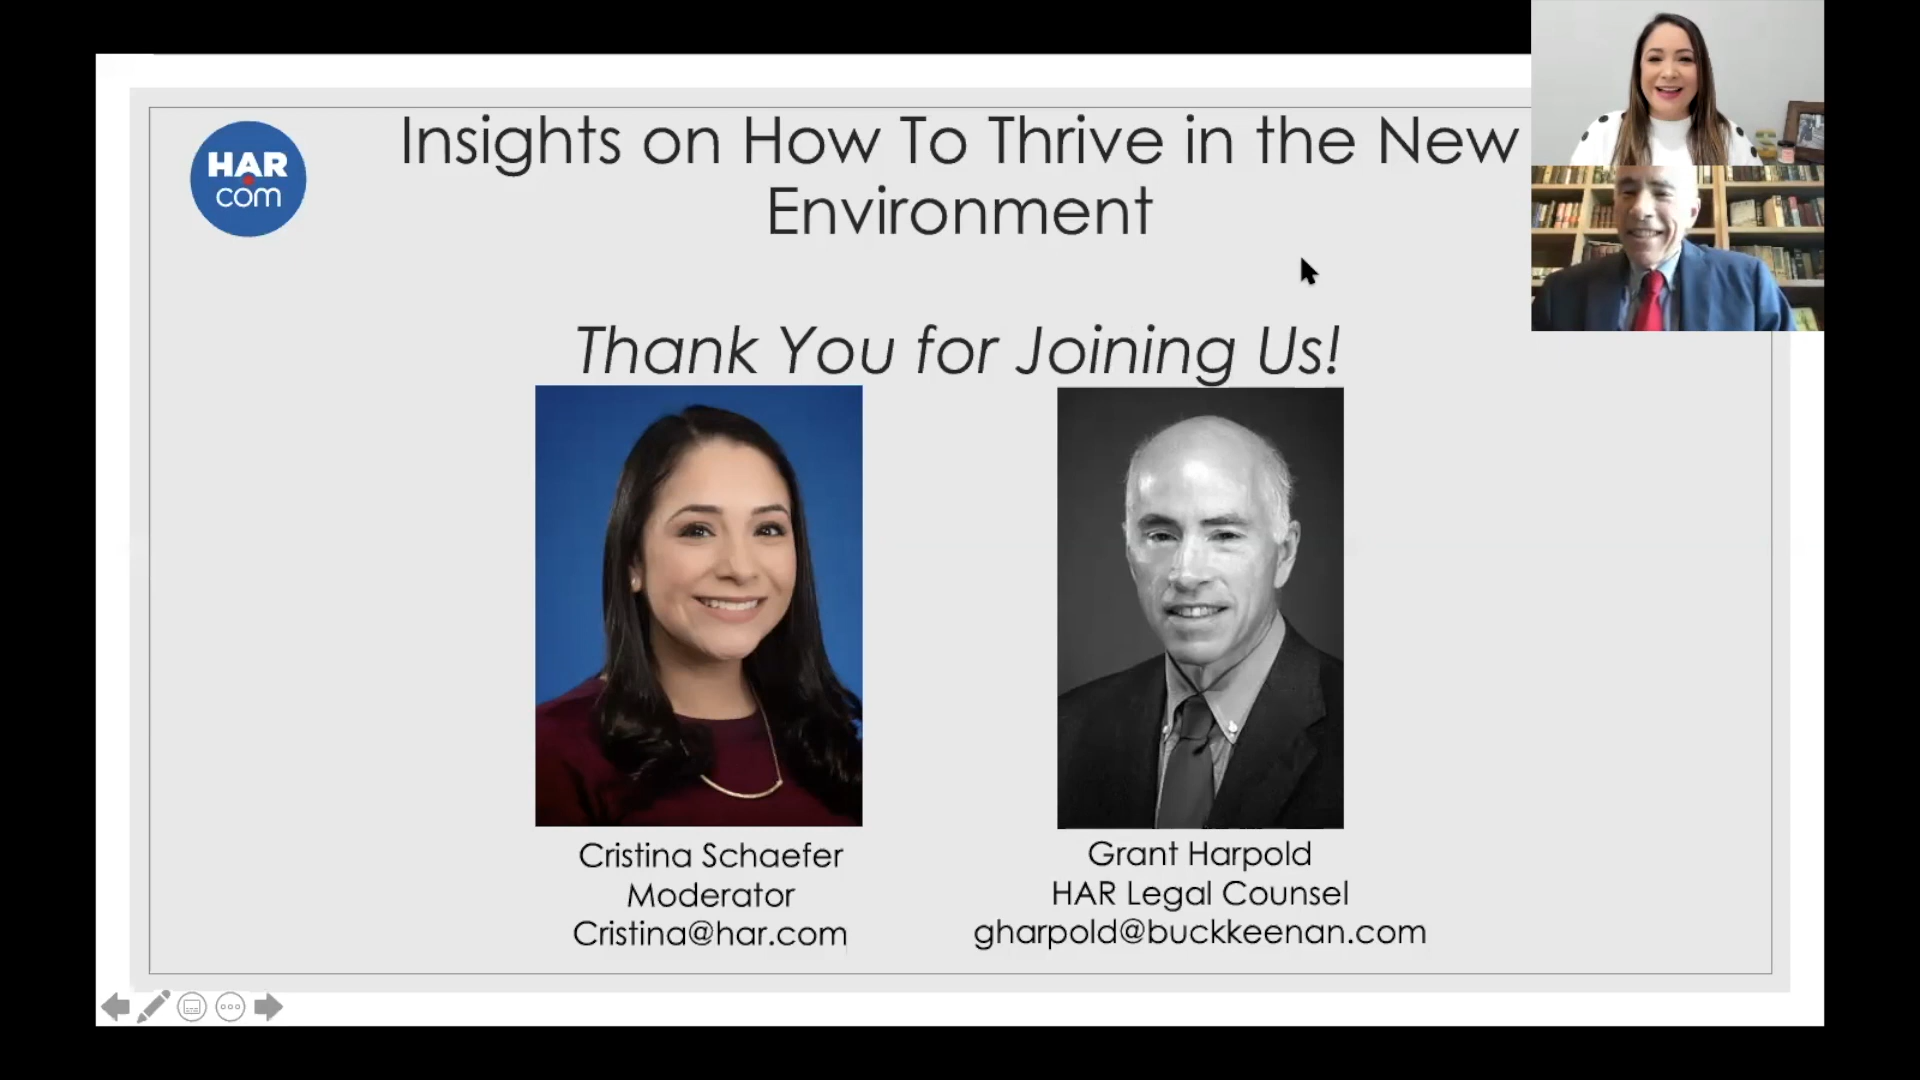 HAR
com
Insights on How To Thrive in the New
Environment
Thank You for Joining Us!
Cristina Schaefer
Moderator
Cristina@har.com
Grant Harpold
HAR Legal Counsel
gharpold@buckkeenan.com